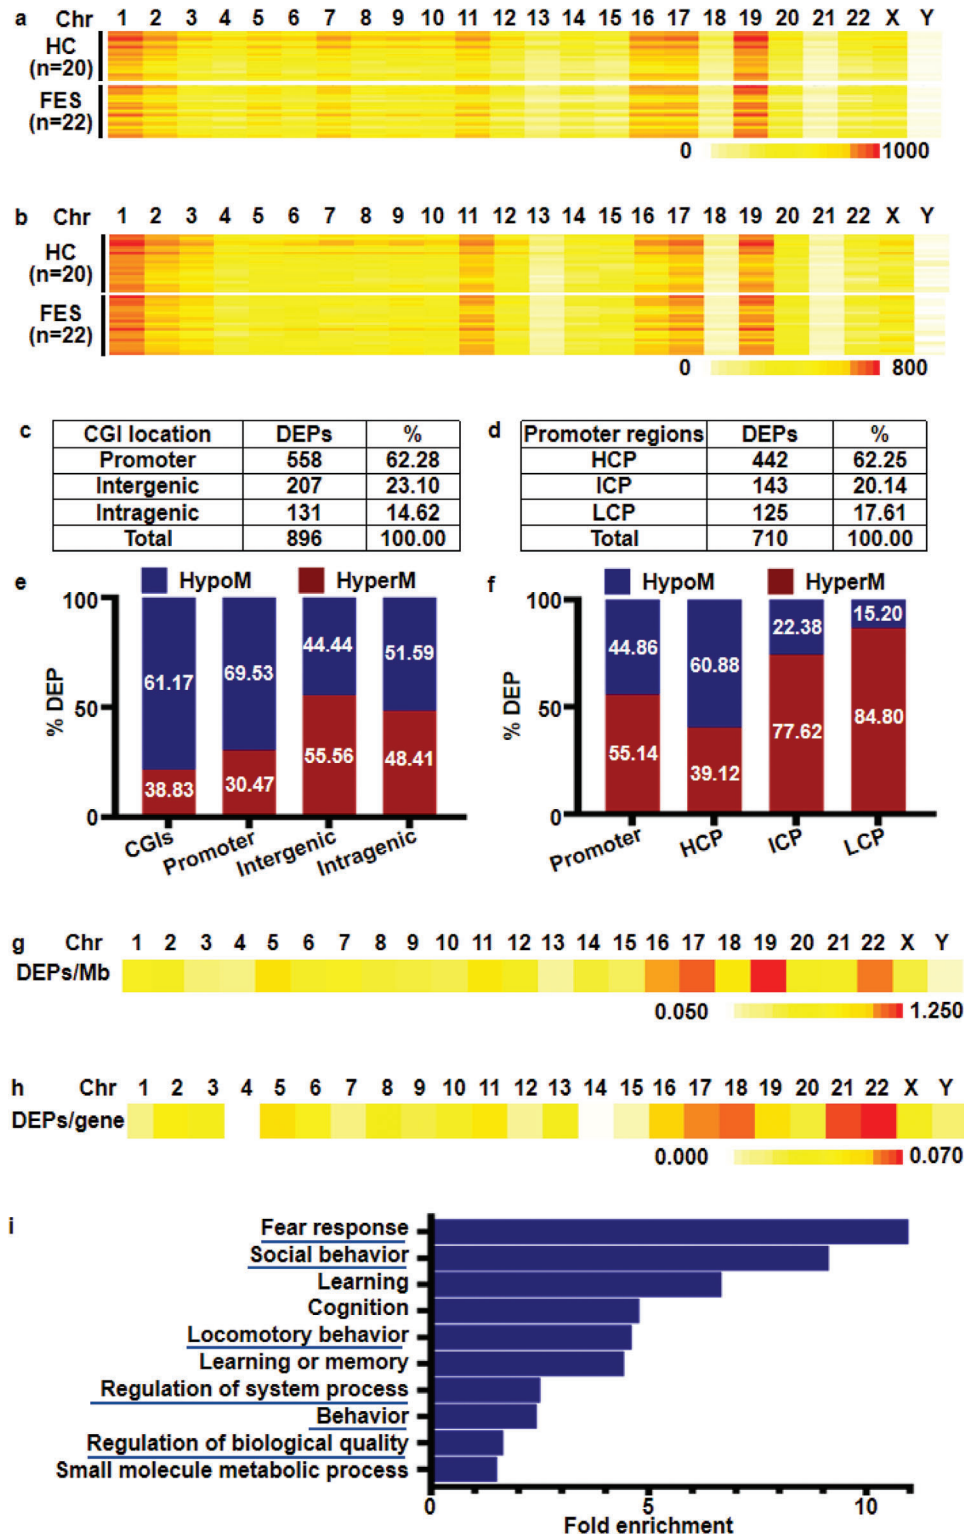 a Chr 1 2 3 4 5 6 7 8 9 10 11 12 13 14 15 16 17 18 19 20 21 22 X Y
HC
(n=20)
FES
(n=22)
0 1000
b Chr 1 2 3 4 5 6 7 8 9 10 11 12 13 14 15 16 17 18 19 20 21 22 X Y
HC
(n=20)
FES
(n=22)
0 800
c
CGI location DEPs %
Promoter 558 62.28
Intergenic 207 23.10
Intragenic 131 14.62
Total 896 100.00
d
Promoter regions DEPs %
HCP 442 62.25
ICP 143 20.14
LCP 125 17.61
Total 710 100.00
e
HypoM HyperM
% DEP
100
50
0
61.17 69.53 44.44 51.59
38.83 30.47 55.56 48.41
CGIs Promoter Intergenic Intragenic
f
HypoM HyperM
% DEP
100
50
0
44.86 60.88 22.38 15.20
55.14 39.12 77.62 84.80
Promoter HCP ICP LCP
g Chr 1 2 3 4 5 6 7 8 9 10 11 12 13 14 15 16 17 18 19 20 21 22 X Y
DEPs/Mb
0.050 1.250
h Chr 1 2 3 4 5 6 7 8 9 10 11 12 13 14 15 16 17 18 19 20 21 22 X Y
DEPs/gene
0.000 0.070
i
Fear response
Social behavior
Learning
Cognition
Locomotory behavior
Learning or memory
Regulation of system process
Behavior
Regulation of biological quality
Small molecule metabolic process
0 5 10
Fold enrichment